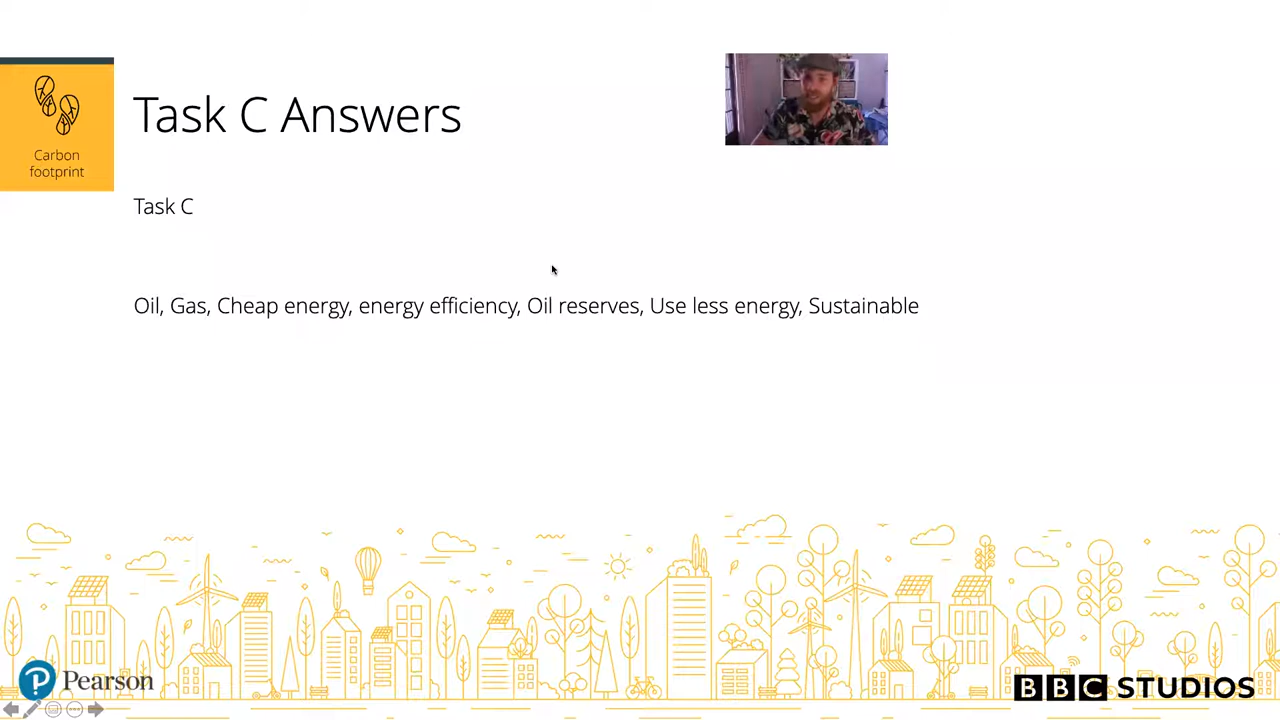 Task C Answers
Carbon
footprint
Task C
Oil, Gas, Cheap energy, energy efficiency, Oil reserves, Use less energy, Sustainable
Pearson
BBC STUDIOS